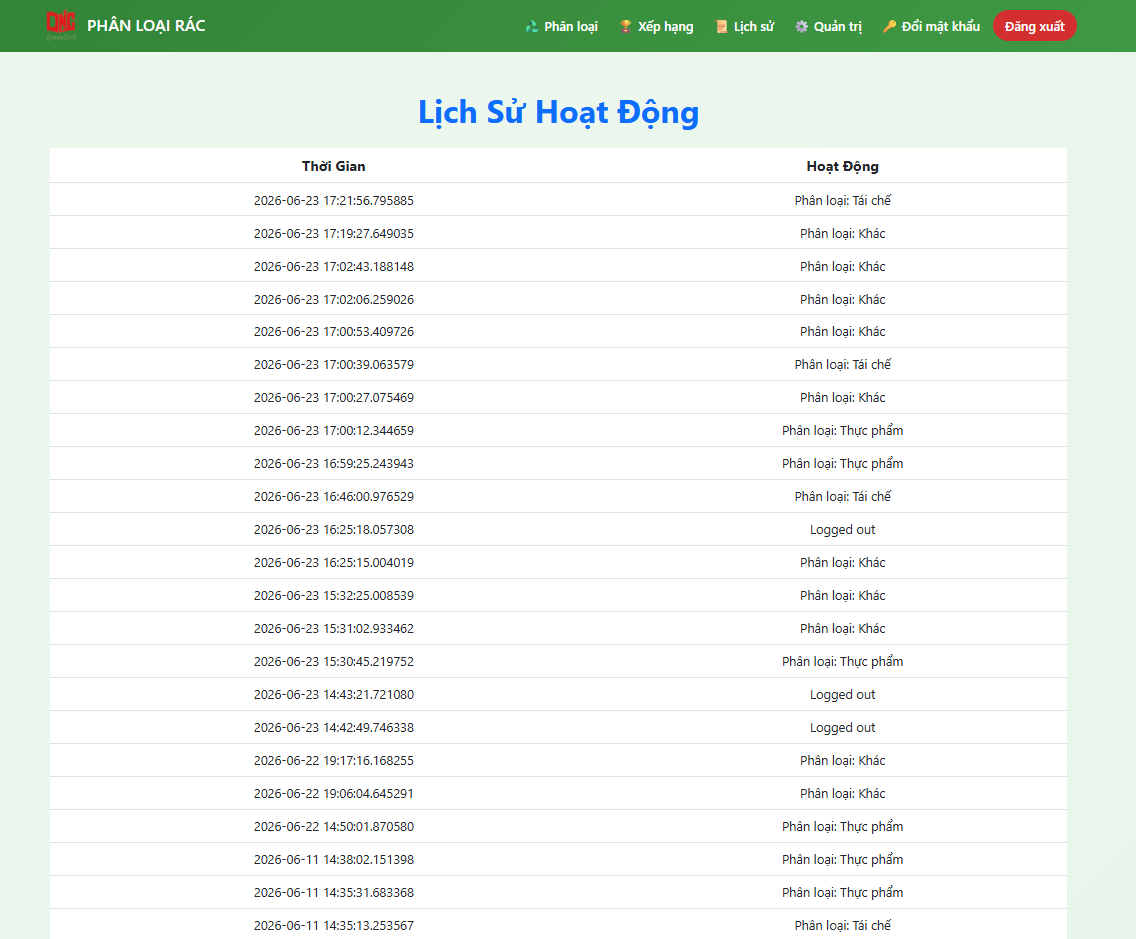 CNC
PHÂN LOẠI RÁC
Phân loại Xếp hạng Lịch sử Quản trị Đổi mật khẩu Đăng xuất
Lịch Sử Hoạt Động
Thời Gian Hoạt Động
2026-06-23 17:21:56.795885 Phân loại: Tái chế
2026-06-23 17:19:27.649035 Phân loại: Khác
2026-06-23 17:02:43.188148 Phân loại: Khác
2026-06-23 17:02:06.259026 Phân loại: Khác
2026-06-23 17:00:53.409726 Phân loại: Khác
2026-06-23 17:00:39.063579 Phân loại: Tái chế
2026-06-23 17:00:27.075469 Phân loại: Khác
2026-06-23 17:00:12.344659 Phân loại: Thực phẩm
2026-06-23 16:59:25.243943 Phân loại: Thực phẩm
2026-06-23 16:46:00.976529 Phân loại: Tái chế
2026-06-23 16:25:18.057308 Logged out
2026-06-23 16:25:15.004019 Phân loại: Khác
2026-06-23 15:32:25.008539 Phân loại: Khác
2026-06-23 15:31:02.933462 Phân loại: Khác
2026-06-23 15:30:45.219752 Phân loại: Thực phẩm
2026-06-23 14:43:21.721080 Logged out
2026-06-23 14:42:49.746338 Logged out
2026-06-22 19:17:16.168255 Phân loại: Khác
2026-06-22 19:06:04.645291 Phân loại: Khác
2026-06-22 14:50:01.870580 Phân loại: Thực phẩm
2026-06-11 14:38:02.151398 Phân loại: Thực phẩm
2026-06-11 14:35:31.683368 Phân loại: Thực phẩm
2026-06-11 14:35:13.253567 Phân loại: Tái chế